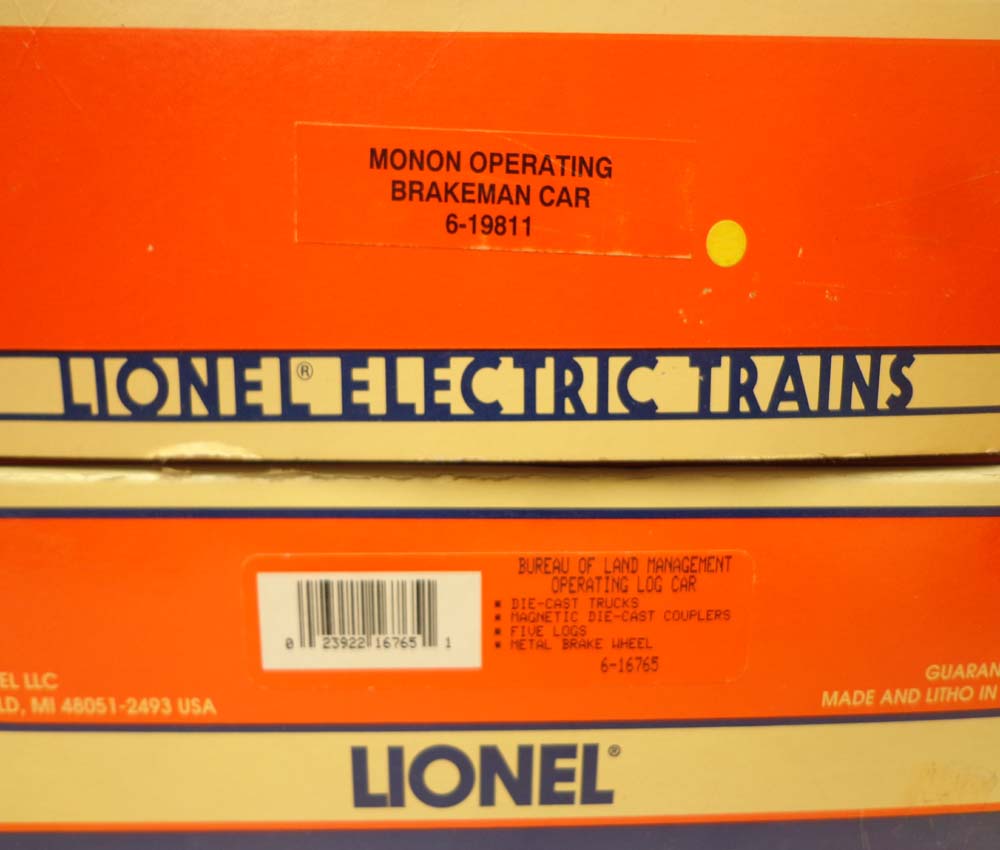 MONON OPERATING
BRAKEMAN CAR
6-19811
LIONEL® ELECTRIC TRAINS
BUREAU OF LAND MANAGEMENT
OPERATING LOG CAR
▪ DIE-CAST TRUCKS
▪ MAGNETIC DIE-CAST COUPLERS
▪ FIVE LOGS
▪ METAL BRAKE WHEEL
6-16765
0 23922 16765 1
EL LLC
LD, MI 48051-2493 USA
GUARAN
MADE AND LITHO IN
LIONEL®